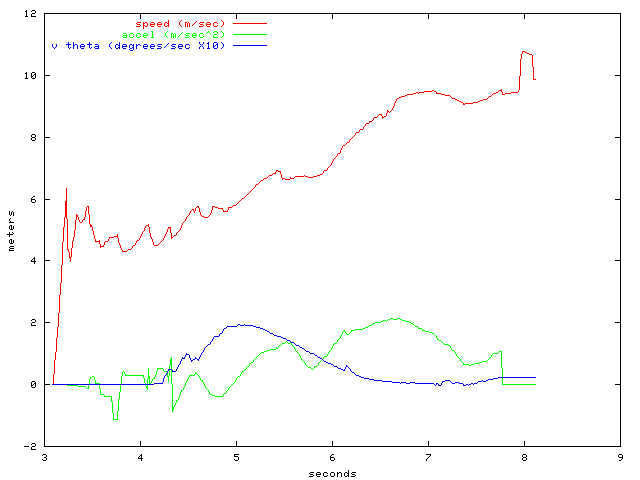 12
speed (m/sec)
accel (m/sec^2)
v theta (degrees/sec X10)
10
8
6
meters
4
2
0
-2
3 4 5 6 7 8 9
seconds